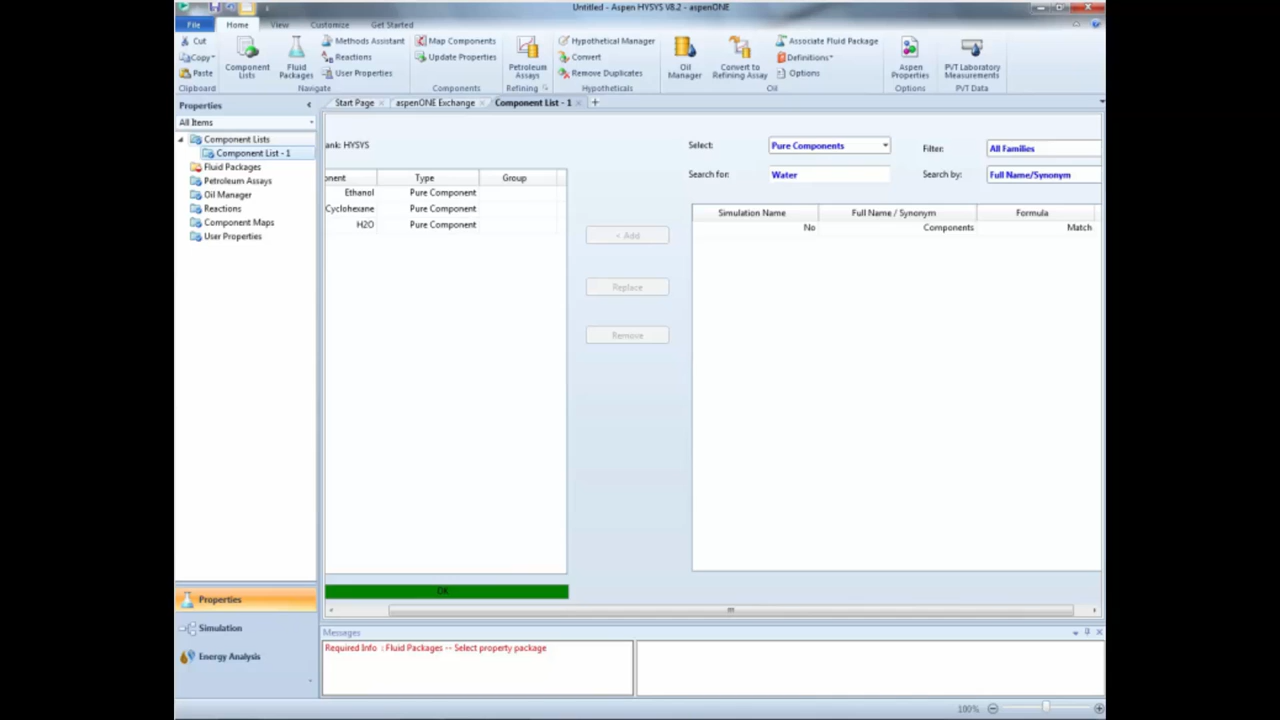 Untitled - Aspen HYSYS V8.2 - aspenONE
File Home View Customize Get Started
Cut
Copy
Paste
Clipboard
Component Lists
Fluid Packages
Methods Assistant
Reactions
User Properties
Navigate
Map Components
Update Properties
Components
Petroleum Assays
Refining
Hypothetical Manager
Convert
Remove Duplicates
Hypotheticals
Oil Manager
Convert to Refining Assay
Associate Fluid Package
Definitions
Options
Oil
Aspen Properties
Options
PVT Laboratory Measurements
PVT Data
Properties
All Items
Component Lists
Component List - 1
Fluid Packages
Petroleum Assays
Oil Manager
Reactions
Component Maps
User Properties
Properties
Simulation
Energy Analysis
Start Page aspenONE Exchange Component List - 1
ank: HYSYS
onent Type Group
Ethanol Pure Component
Cyclohexane Pure Component
H2O Pure Component
OK
< Add
Replace
Remove
Select: Pure Components Filter: All Families
Search for: Water Search by: Full Name/Synonym
Simulation Name Full Name / Synonym Formula
No Components Match
Messages
Required Info : Fluid Packages -- Select property package
100%